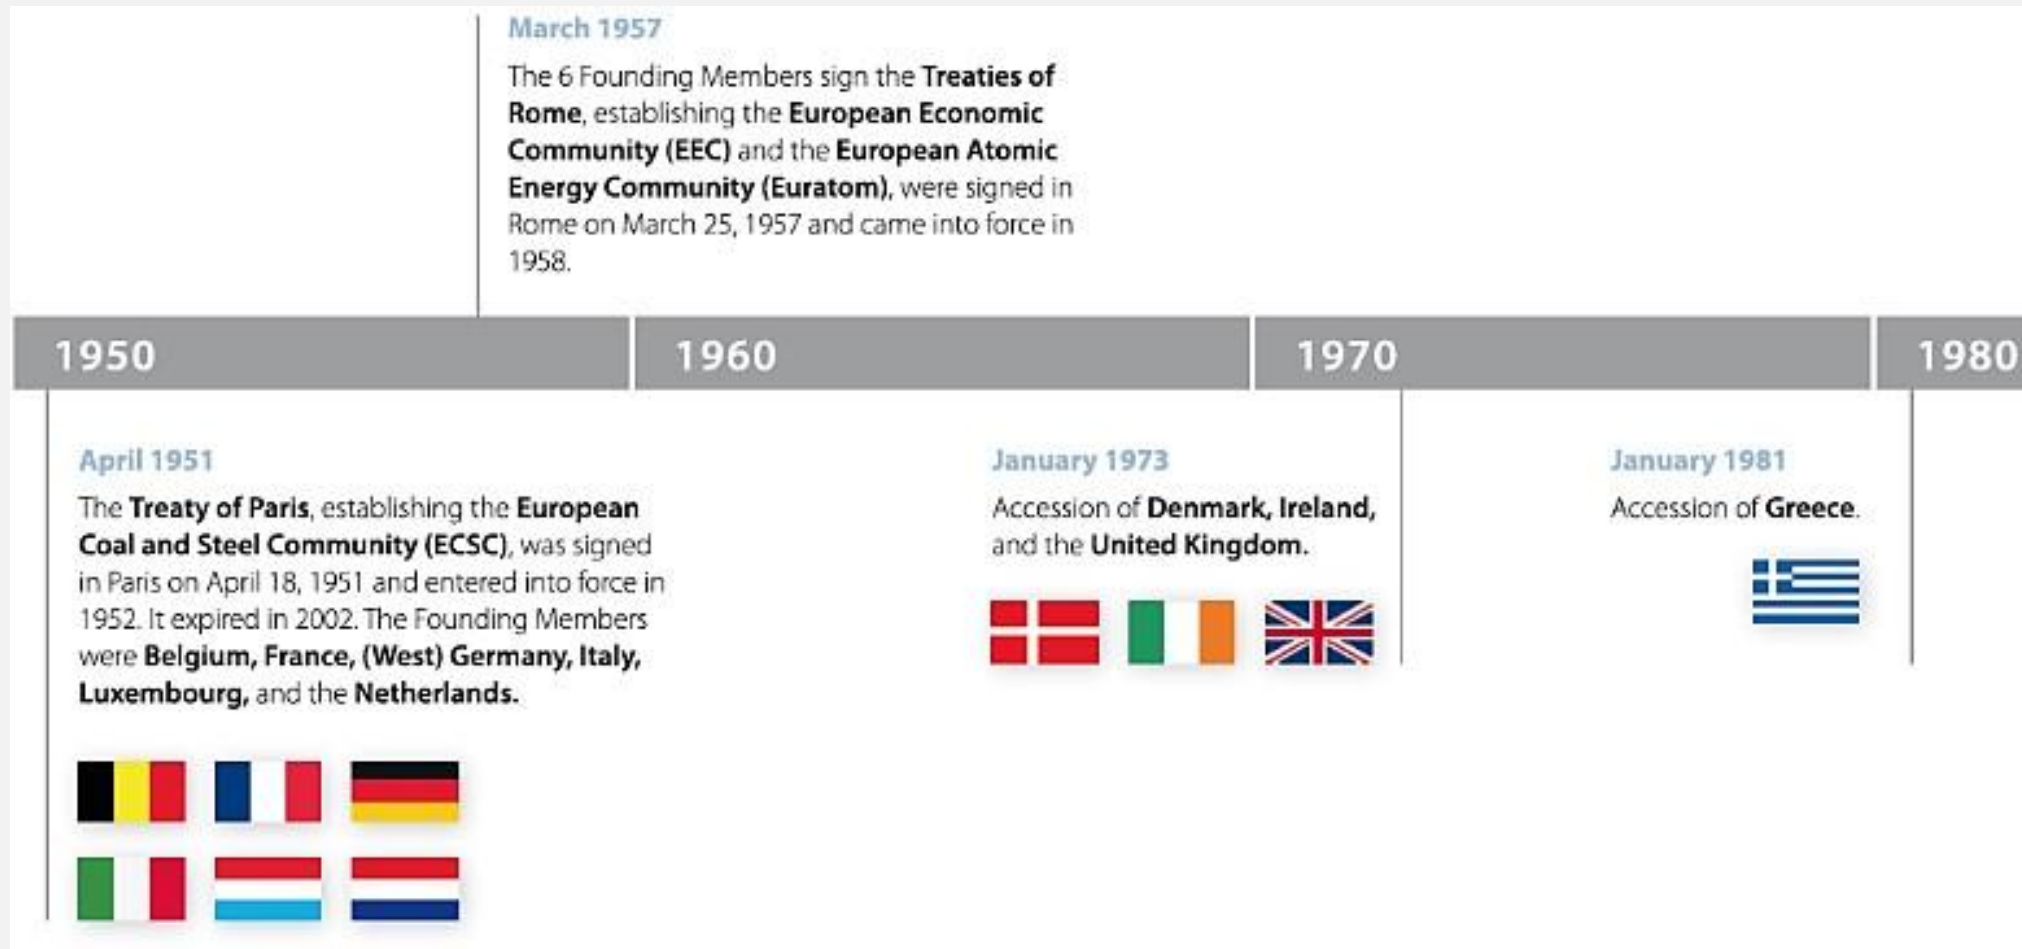 March 1957
The 6 Founding Members sign the Treaties of
Rome, establishing the European Economic
Community (EEC) and the European Atomic
Energy Community (Euratom), were signed in
Rome on March 25, 1957 and came into force in
1958.
1950
1960
1970
1980
April 1951
The Treaty of Paris, establishing the European
Coal and Steel Community (ECSC), was signed
in Paris on April 18, 1951 and entered into force in
1952. It expired in 2002. The Founding Members
were Belgium, France, (West) Germany, Italy,
Luxembourg, and the Netherlands.
January 1973
Accession of Denmark, Ireland,
and the United Kingdom.
January 1981
Accession of Greece.